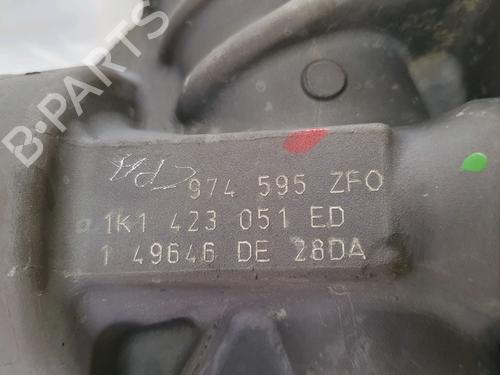 B-PARTS
974 595 ZFO
1K1 423 051 ED
1 49646 DE 28DA